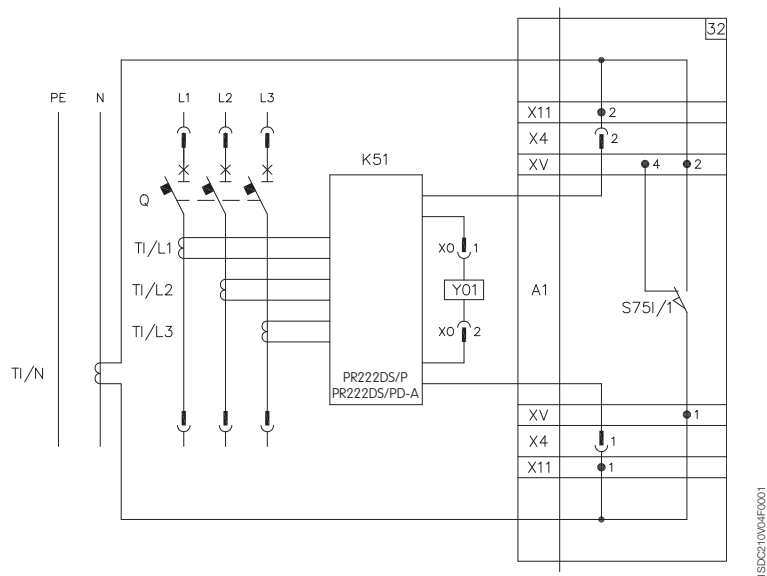 32
PE N L1 L2 L3
X11 2
X4 2
K51
XV 4 2
Q
TI/L1
X0 1
TI/L2
Y01
A1
S75I/1
TI/L3
X0 2
TI/N
PR222DS/P
PR222DS/PD-A
XV 1
X4 1
X11 1
1SDC210V04F0001